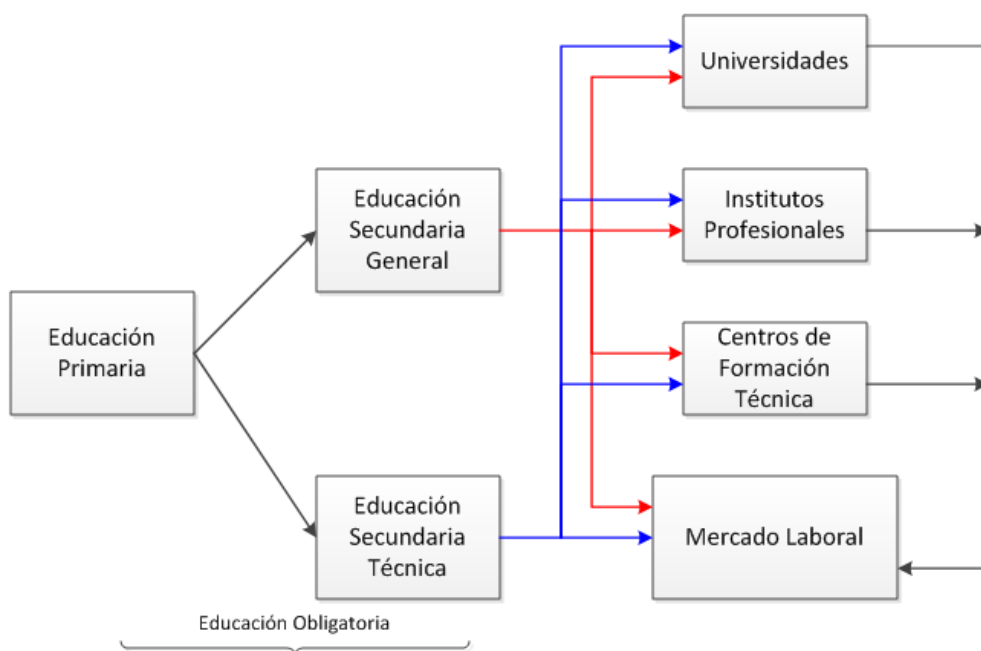 Universidades
Educación
Secundaria
General
Institutos
Profesionales
Educación
Primaria
Centros de
Formación
Técnica
Educación
Secundaria
Técnica
Mercado Laboral
Educación Obligatoria